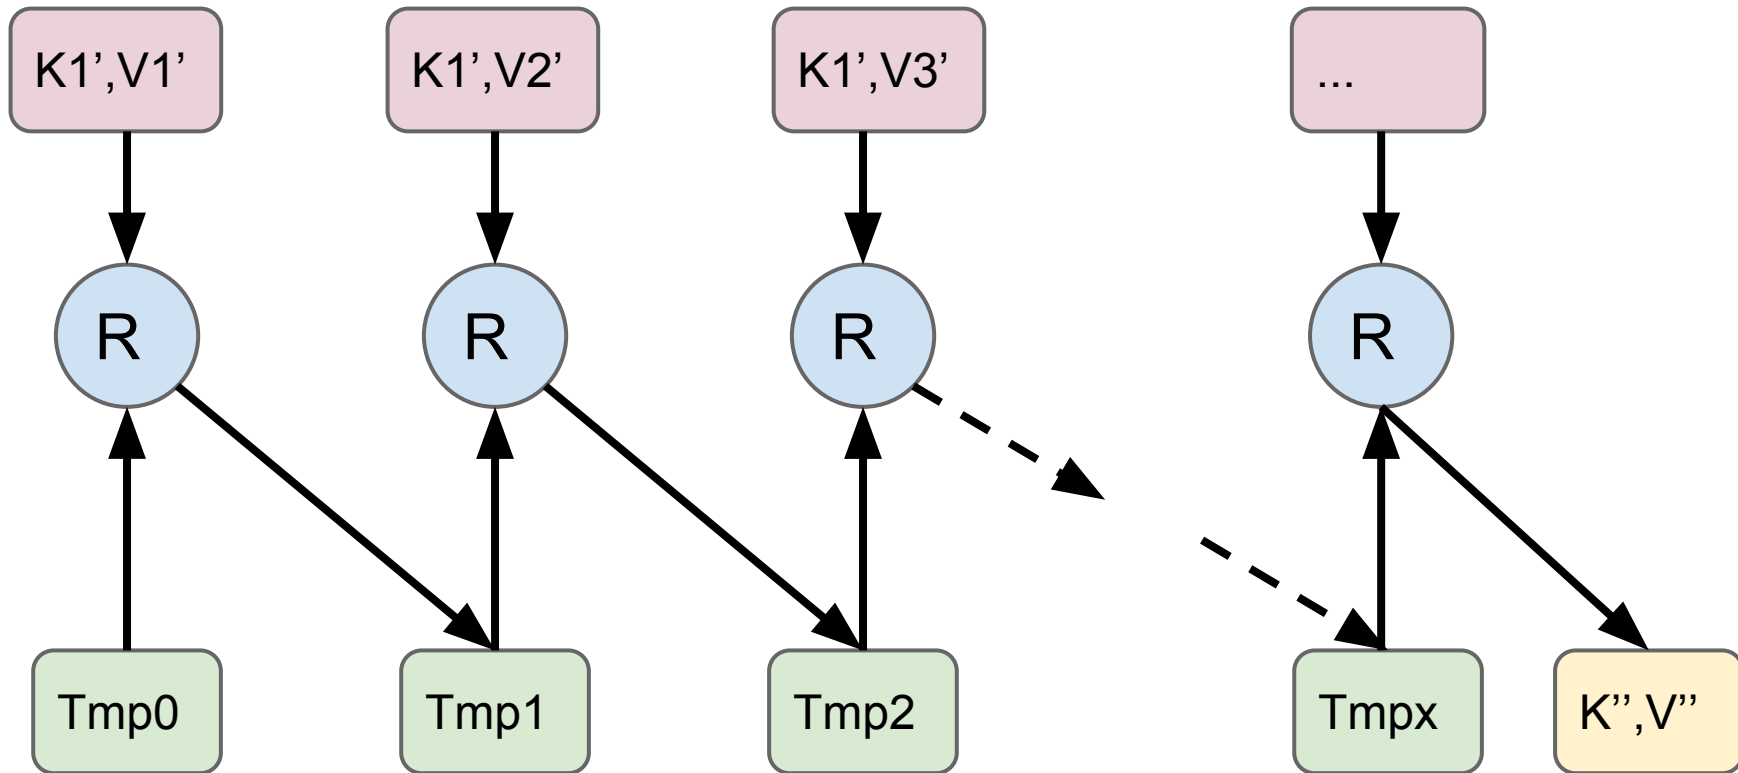 K1’,V1’
K1’,V2’
K1’,V3’
...
R
R
R
R
Tmp0
Tmp1
Tmp2
Tmpx
K’’,V’’